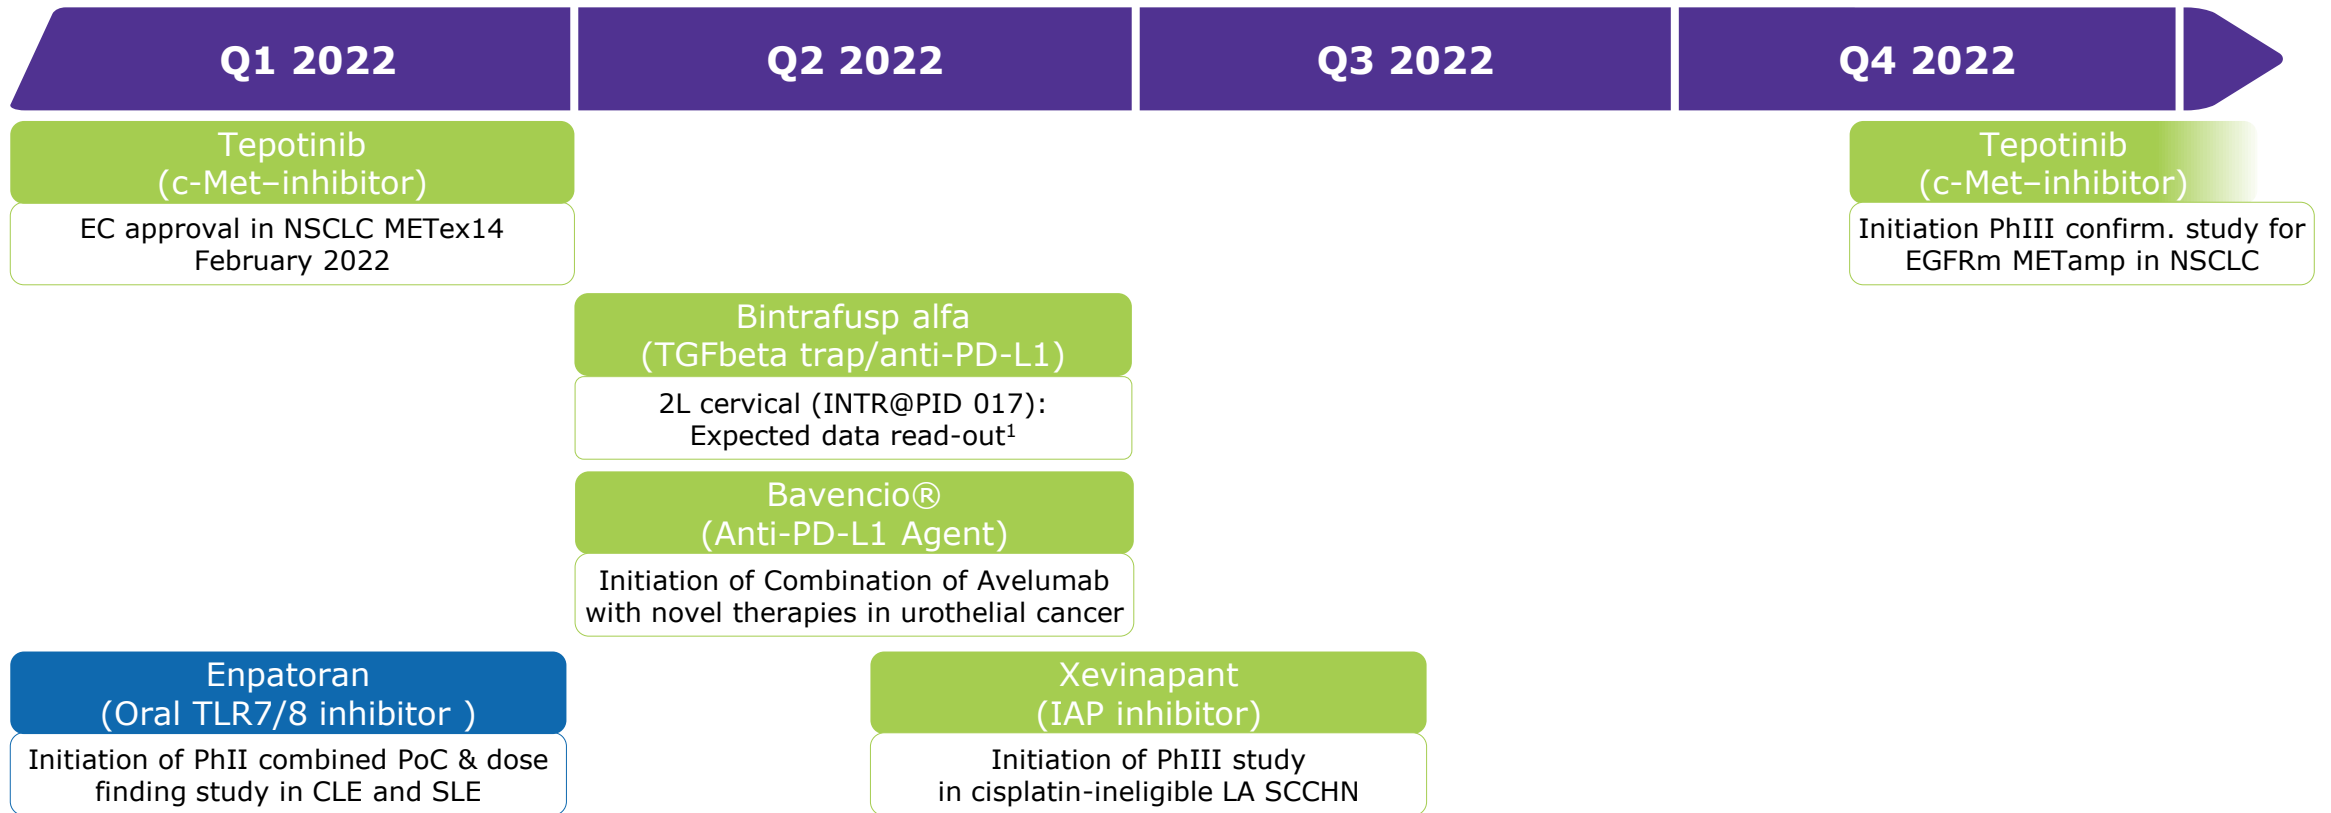 Q1 2022
Q2 2022
Q3 2022
Q4 2022
Tepotinib
(c-Met–inhibitor)
EC approval in NSCLC METex14
February 2022
Tepotinib
(c-Met–inhibitor)
Initiation PhIII confirm. study for
EGFRm METamp in NSCLC
Bintrafusp alfa
(TGFbeta trap/anti-PD-L1)
2L cervical (INTR@PID 017):
Expected data read-out¹
Bavencio®
(Anti-PD-L1 Agent)
Initiation of Combination of Avelumab
with novel therapies in urothelial cancer
Enpatoran
(Oral TLR7/8 inhibitor )
Initiation of PhII combined PoC & dose
finding study in CLE and SLE
Xevinapant
(IAP inhibitor)
Initiation of PhIII study
in cisplatin-ineligible LA SCCHN